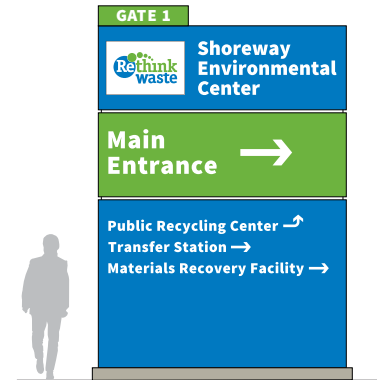 GATE 1
Rethink
waste
Shoreway
Environmental
Center
Main
Entrance
Public Recycling Center
Transfer Station
Materials Recovery Facility